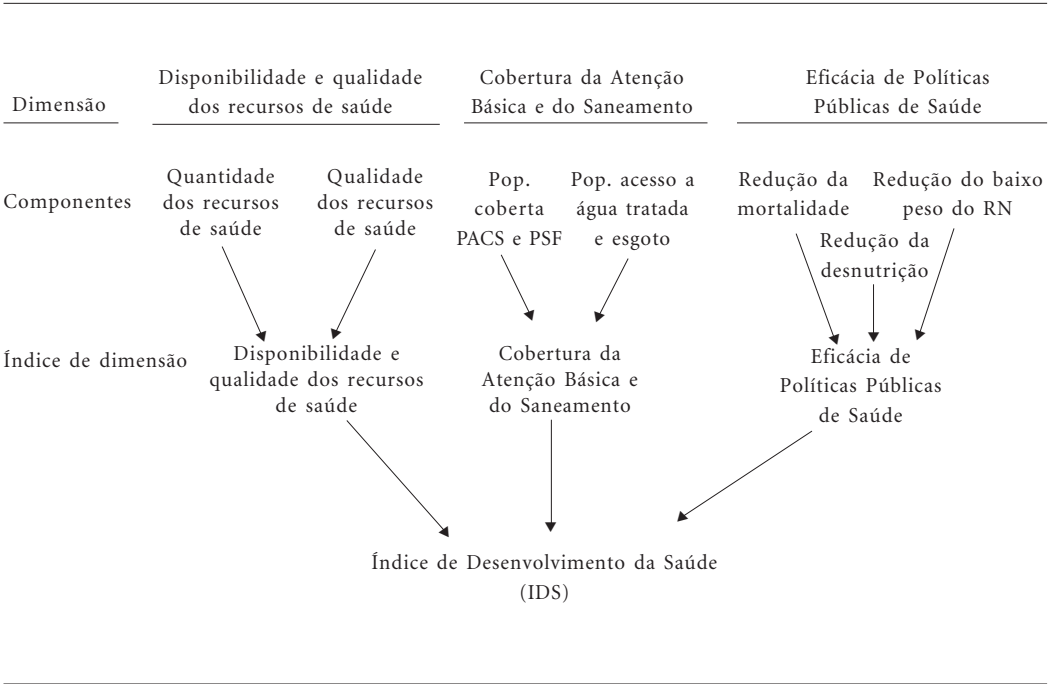 Dimensão
Disponibilidade e qualidade
dos recursos de saúde
Cobertura da Atenção
Básica e do Saneamento
Eficácia de Políticas
Públicas de Saúde
Componentes
Quantidade
dos recursos
de saúde
Qualidade
dos recursos
de saúde
Pop.
coberta
PACS e PSF
Pop. acesso a
água tratada
e esgoto
Redução da
mortalidade
Redução da
desnutrição
Redução do baixo
peso do RN
Índice de dimensão
Disponibilidade e
qualidade dos recursos
de saúde
Cobertura da
Atenção Básica e
do Saneamento
Eficácia de
Políticas Públicas
de Saúde
Índice de Desenvolvimento da Saúde
(IDS)